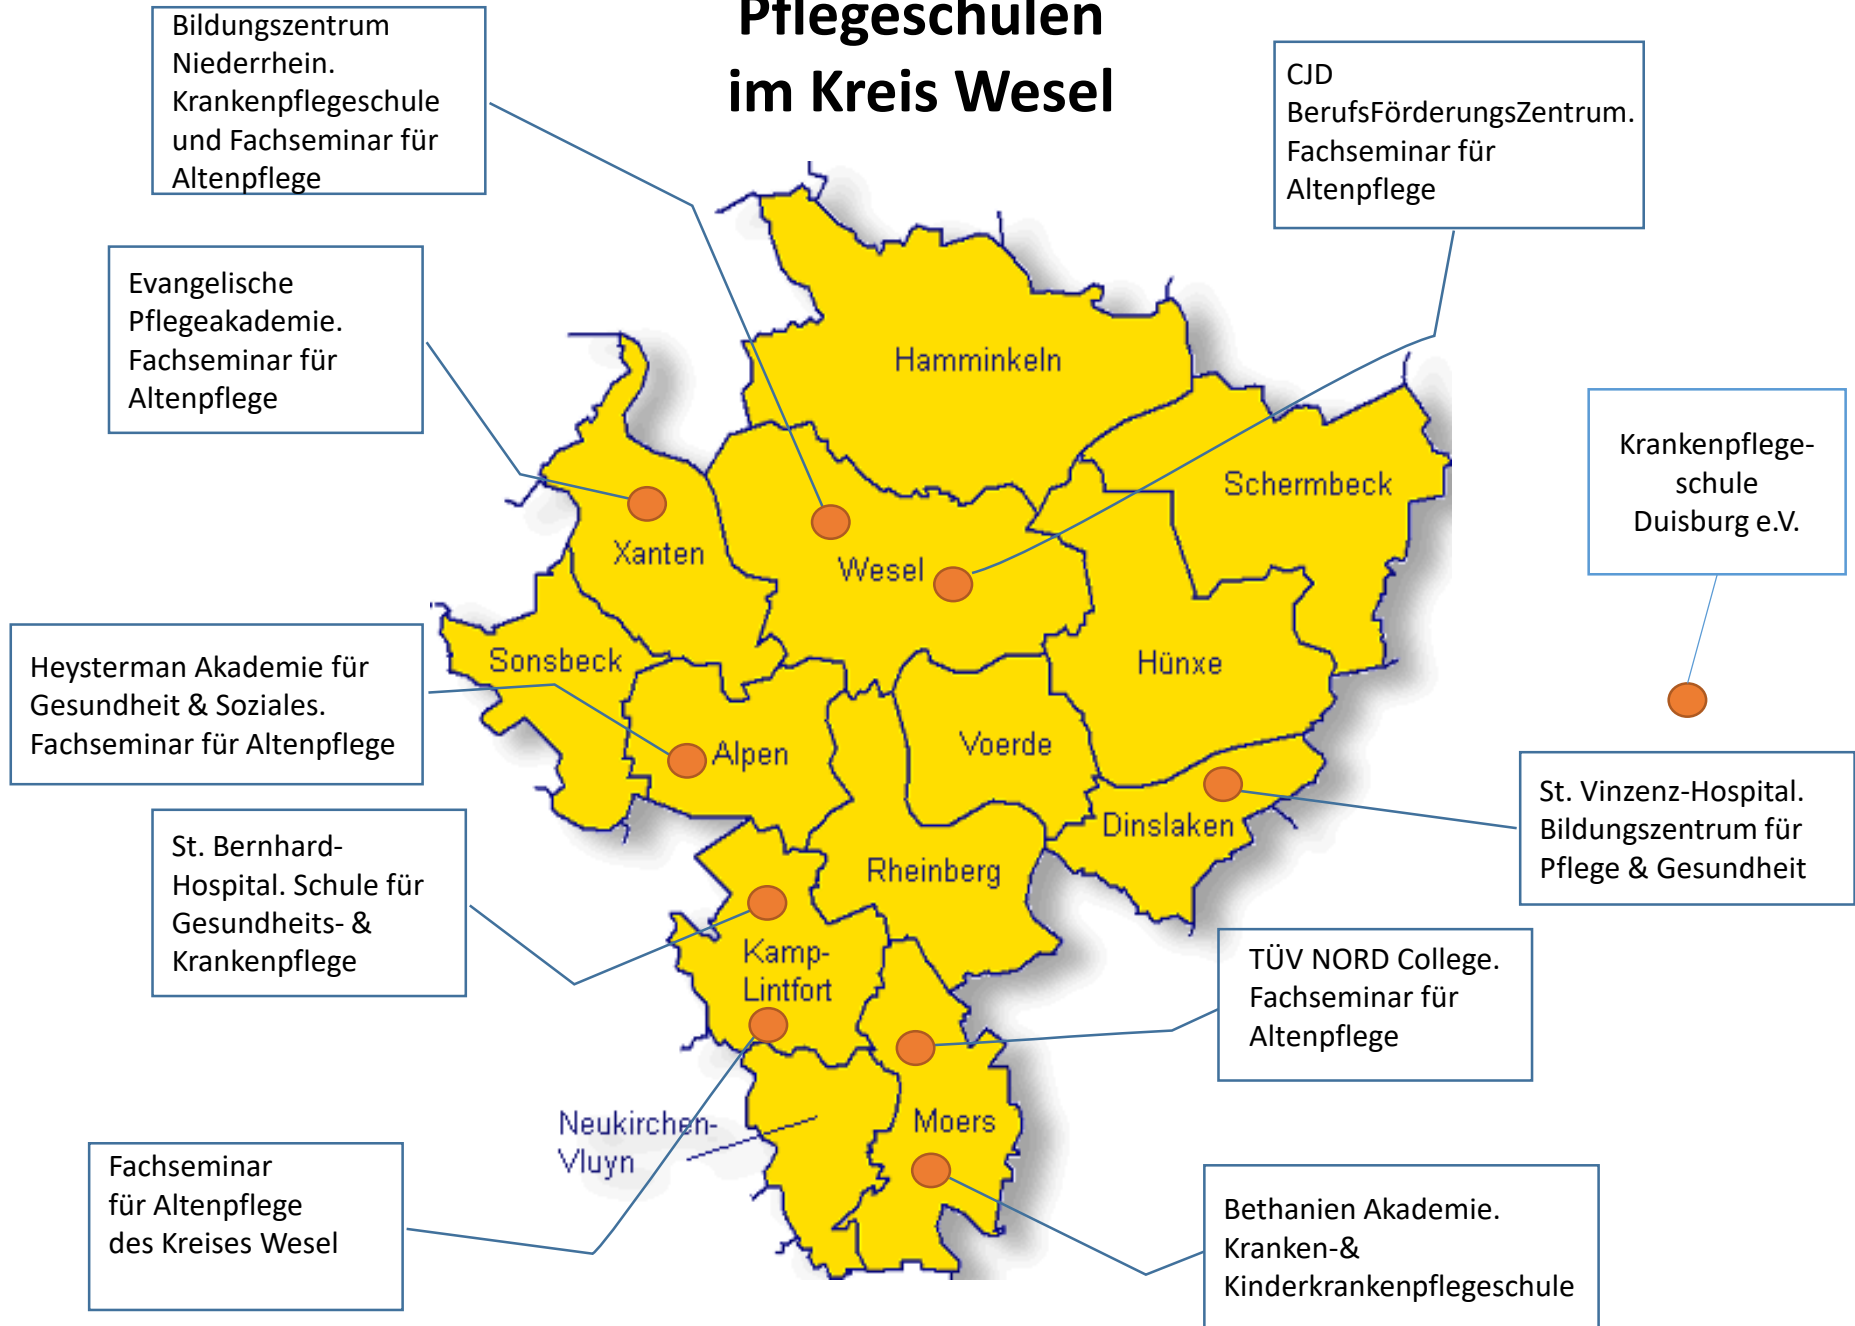 Pflegeschulen
im Kreis Wesel
Bildungszentrum
Niederrhein.
Krankenpflegeschule
und Fachseminar für
Altenpflege
CJD
BerufsFörderungsZentrum.
Fachseminar für
Altenpflege
Evangelische
Pflegeakademie.
Fachseminar für
Altenpflege
Hamminkeln
Schermbeck
Krankenpflege-
schule
Duisburg e.V.
Xanten
Wesel
Sonsbeck
Hünxe
Heysterman Akademie für
Gesundheit & Soziales.
Fachseminar für Altenpflege
Alpen
Voerde
Dinslaken
St. Vinzenz-Hospital.
Bildungszentrum für
Pflege & Gesundheit
St. Bernhard-
Hospital. Schule für
Gesundheits- &
Krankenpflege
Rheinberg
Kamp-
Lintfort
TÜV NORD College.
Fachseminar für
Altenpflege
Neukirchen-
Vluyn
Moers
Fachseminar
für Altenpflege
des Kreises Wesel
Bethanien Akademie.
Kranken-&
Kinderkrankenpflegeschule